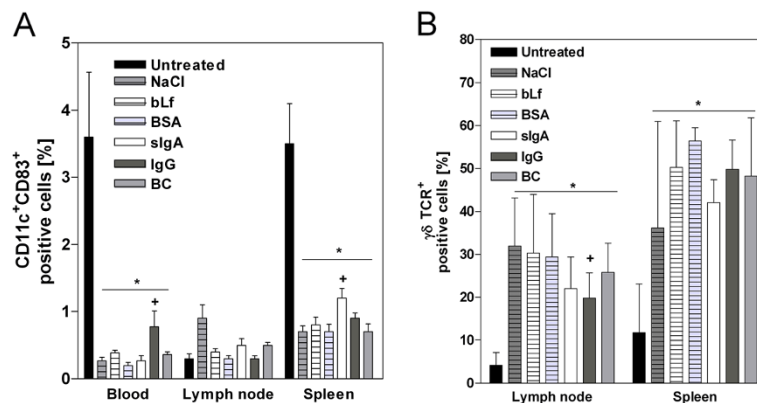 A
CD11c+CD83+
positive cells [%]
5
4
3
2
1
0
Untreated
NaCl
bLf
BSA
sIgA
IgG
BC
*
+
*
+
Blood
Lymph node
Spleen
B
γδ TCR+
positive cells [%]
80
70
60
50
40
30
20
10
0
Untreated
NaCl
bLf
BSA
sIgA
IgG
BC
*
+
*
Lymph node
Spleen